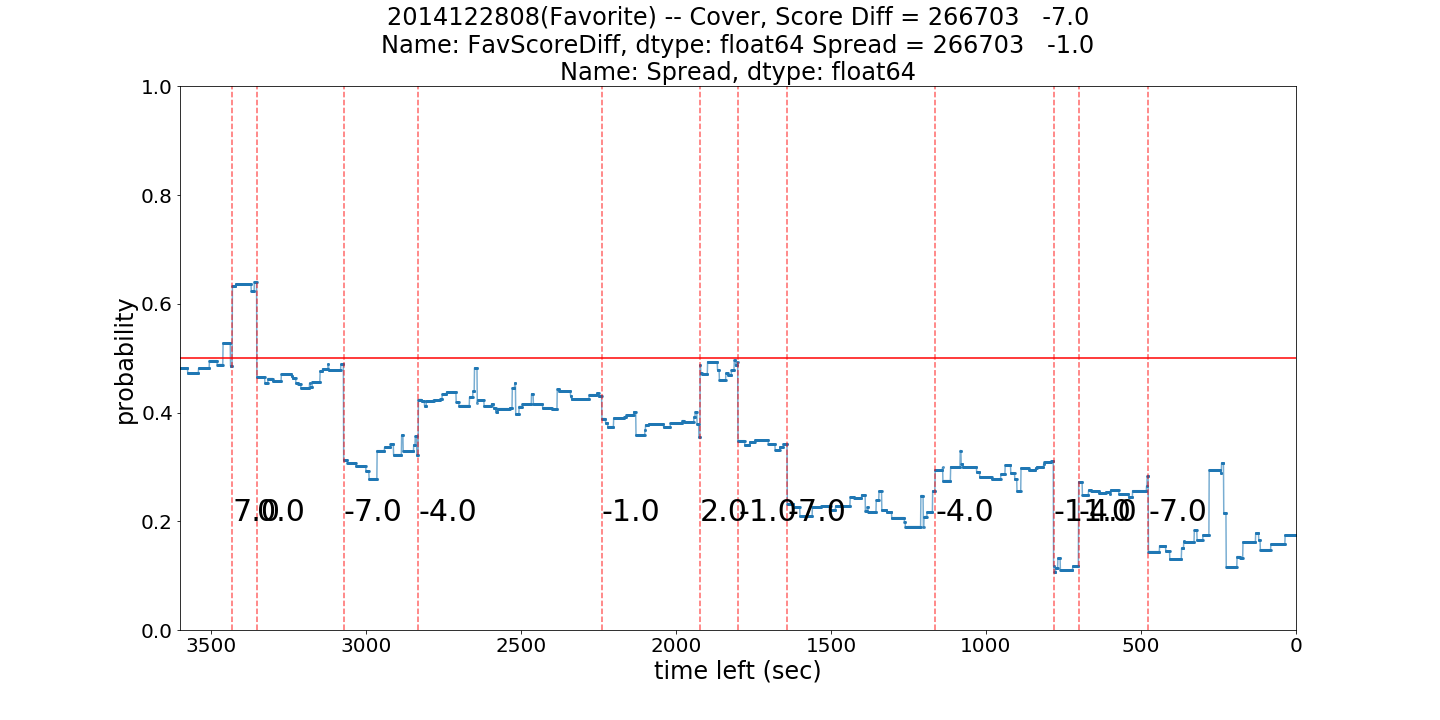 2014122808(Favorite) -- Cover, Score Diff = 266703   -7.0
Name: FavScoreDiff, dtype: float64 Spread = 266703   -1.0
Name: Spread, dtype: float64
1.0
0.8
0.6
0.4
0.2
0.0
probability
7.0 0.0 -7.0 -4.0 -1.0 2.0 -1.0 -7.0 -4.0 -4.0 -7.0
3500 3000 2500 2000 1500 1000 500 0
time left (sec)